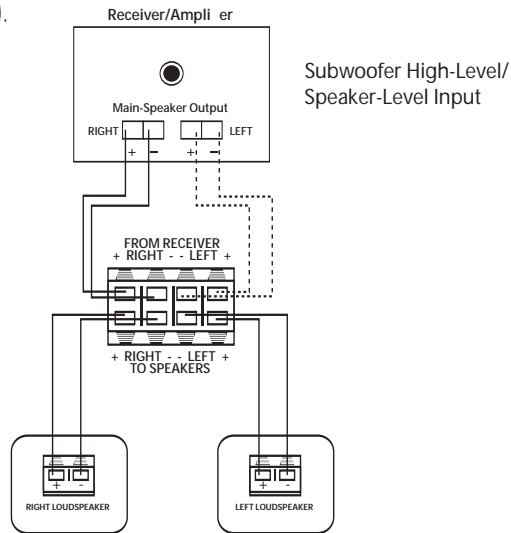 ).
Receiver/Ampli er
Subwoofer High-Level/
Speaker-Level Input
Main-Speaker Output
RIGHT LEFT
+ – + –
FROM RECEIVER
+ RIGHT - - LEFT +
+ RIGHT - - LEFT +
TO SPEAKERS
+ - + -
RIGHT LOUDSPEAKER LEFT LOUDSPEAKER